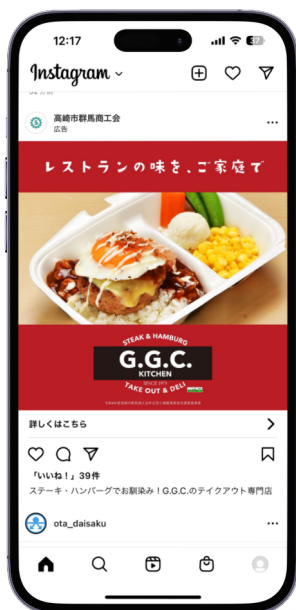 12:17
37
Instagram
高崎市群馬商工会
広告
レストランの味を、ご家庭で
STEAK & HAMBURG
G.G.C.
KITCHEN
SINCE 1979
TAKE OUT & DELI
詳しくはこちら
「いいね！」39件
ステーキ・ハンバーグでお馴染み！G.G.C.のテイクアウト専門店
ota_daisaku